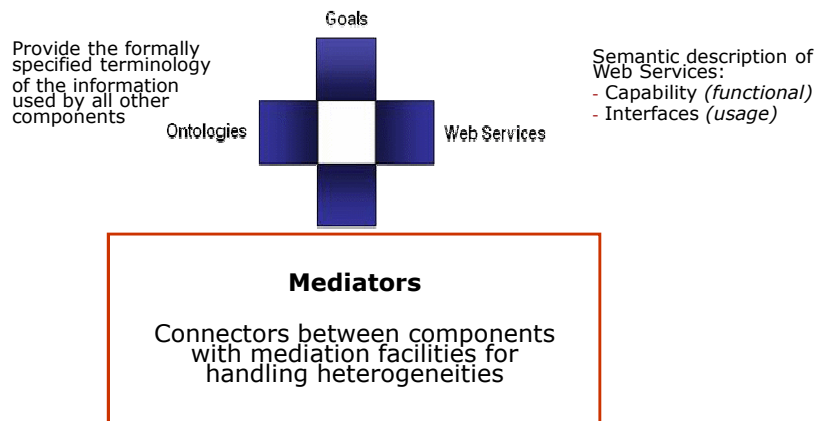 Goals
Provide the formally
specified terminology
of the information
used by all other
components
Ontologies
Web Services
Semantic description of
Web Services:
- Capability (functional)
- Interfaces (usage)
Mediators
Connectors between components
with mediation facilities for
handling heterogeneities